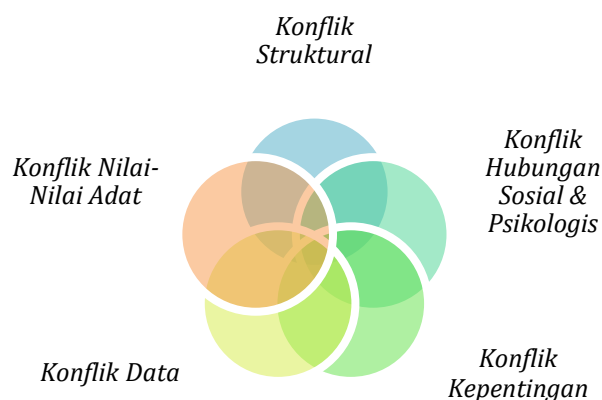 Konflik
Struktural
Konflik Nilai-
Nilai Adat
Konflik
Hubungan
Sosial &
Psikologis
Konflik Data
Konflik
Kepentingan